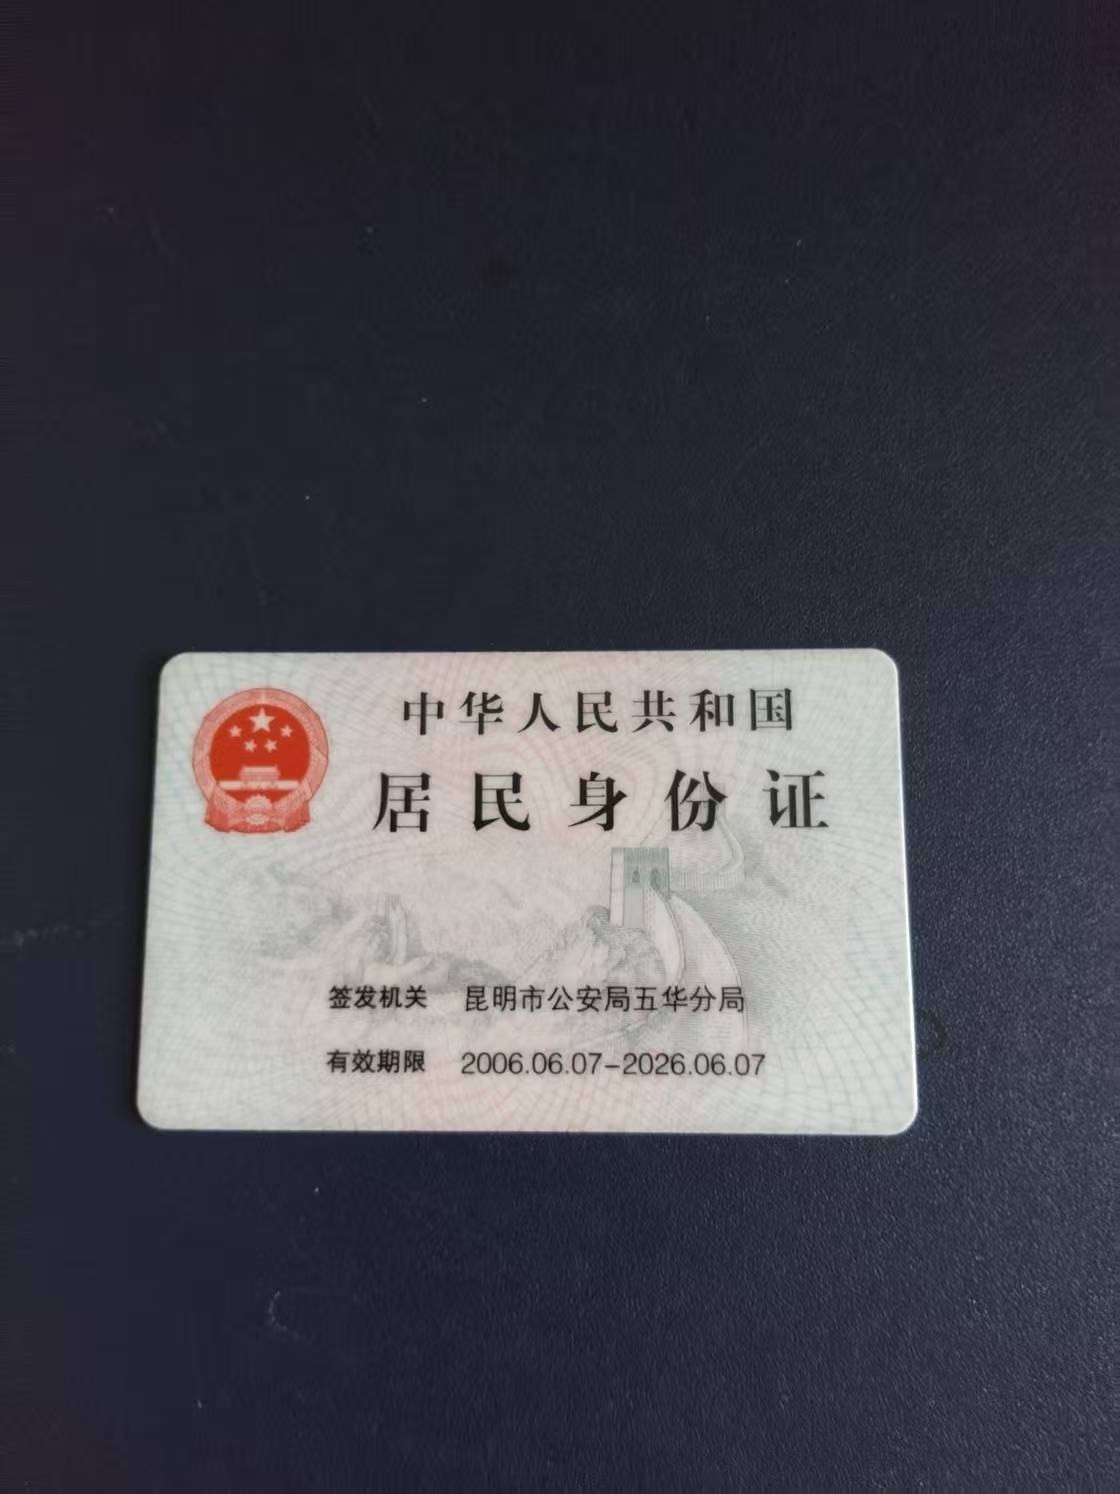 中华人民共和国
居民身份证
签发机关 昆明市公安局五华分局
有效期限 2006.06.07-2026.06.07